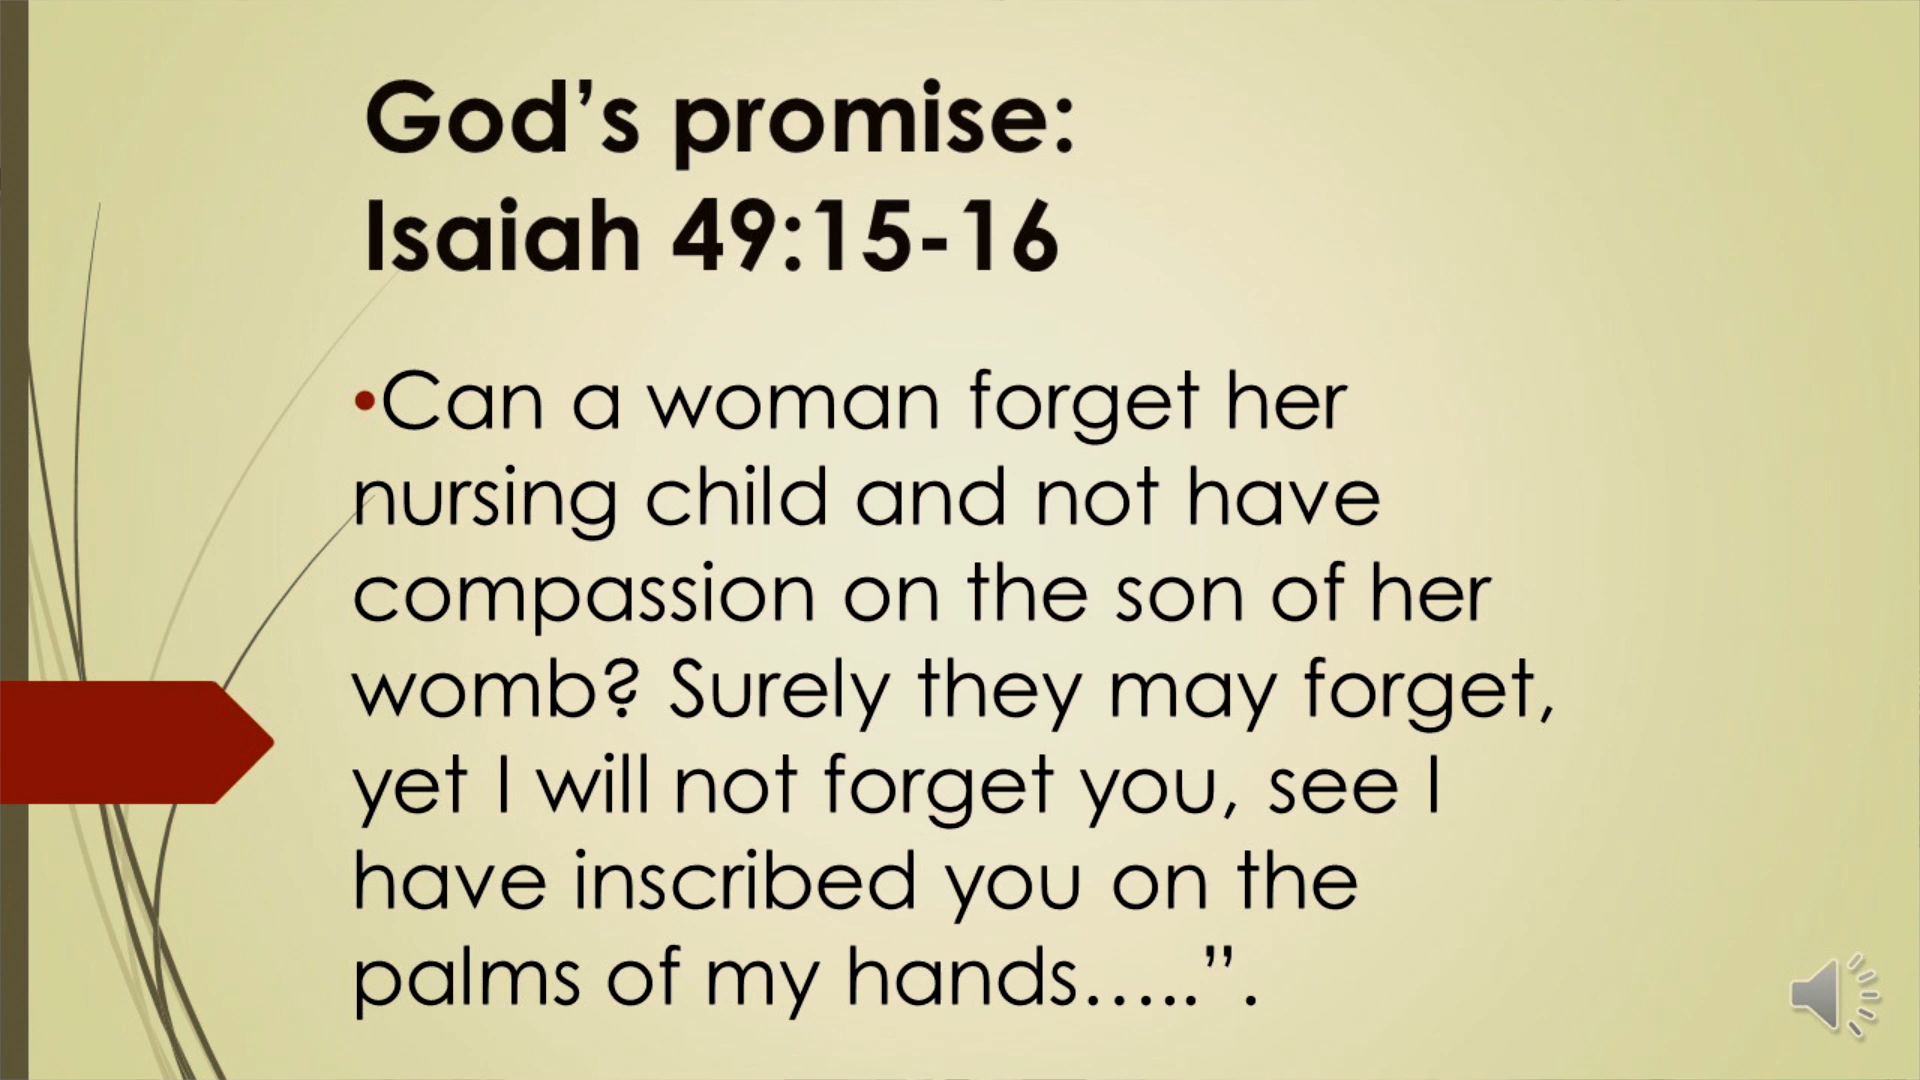 God’s promise:
Isaiah 49:15-16
•Can a woman forget her
nursing child and not have
compassion on the son of her
womb? Surely they may forget,
yet I will not forget you, see I
have inscribed you on the
palms of my hands…..”.